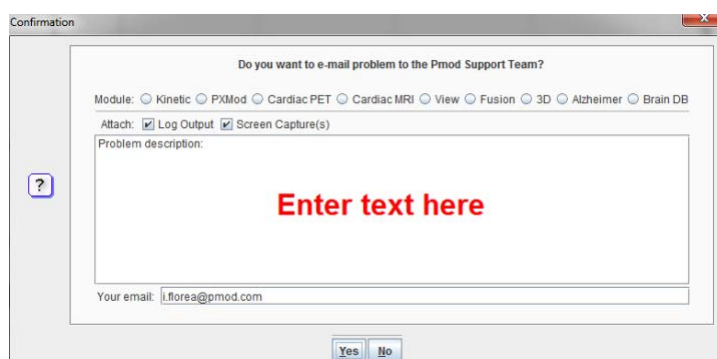 Confirmation
x
Do you want to e-mail problem to the Pmod Support Team?
Module: Kinetic PXMod Cardiac PET Cardiac MRI View Fusion 3D Alzheimer Brain DB
Attach: Log Output Screen Capture(s)
Problem description:
?
Enter text here
Your email: i.florea@pmod.com
Yes No